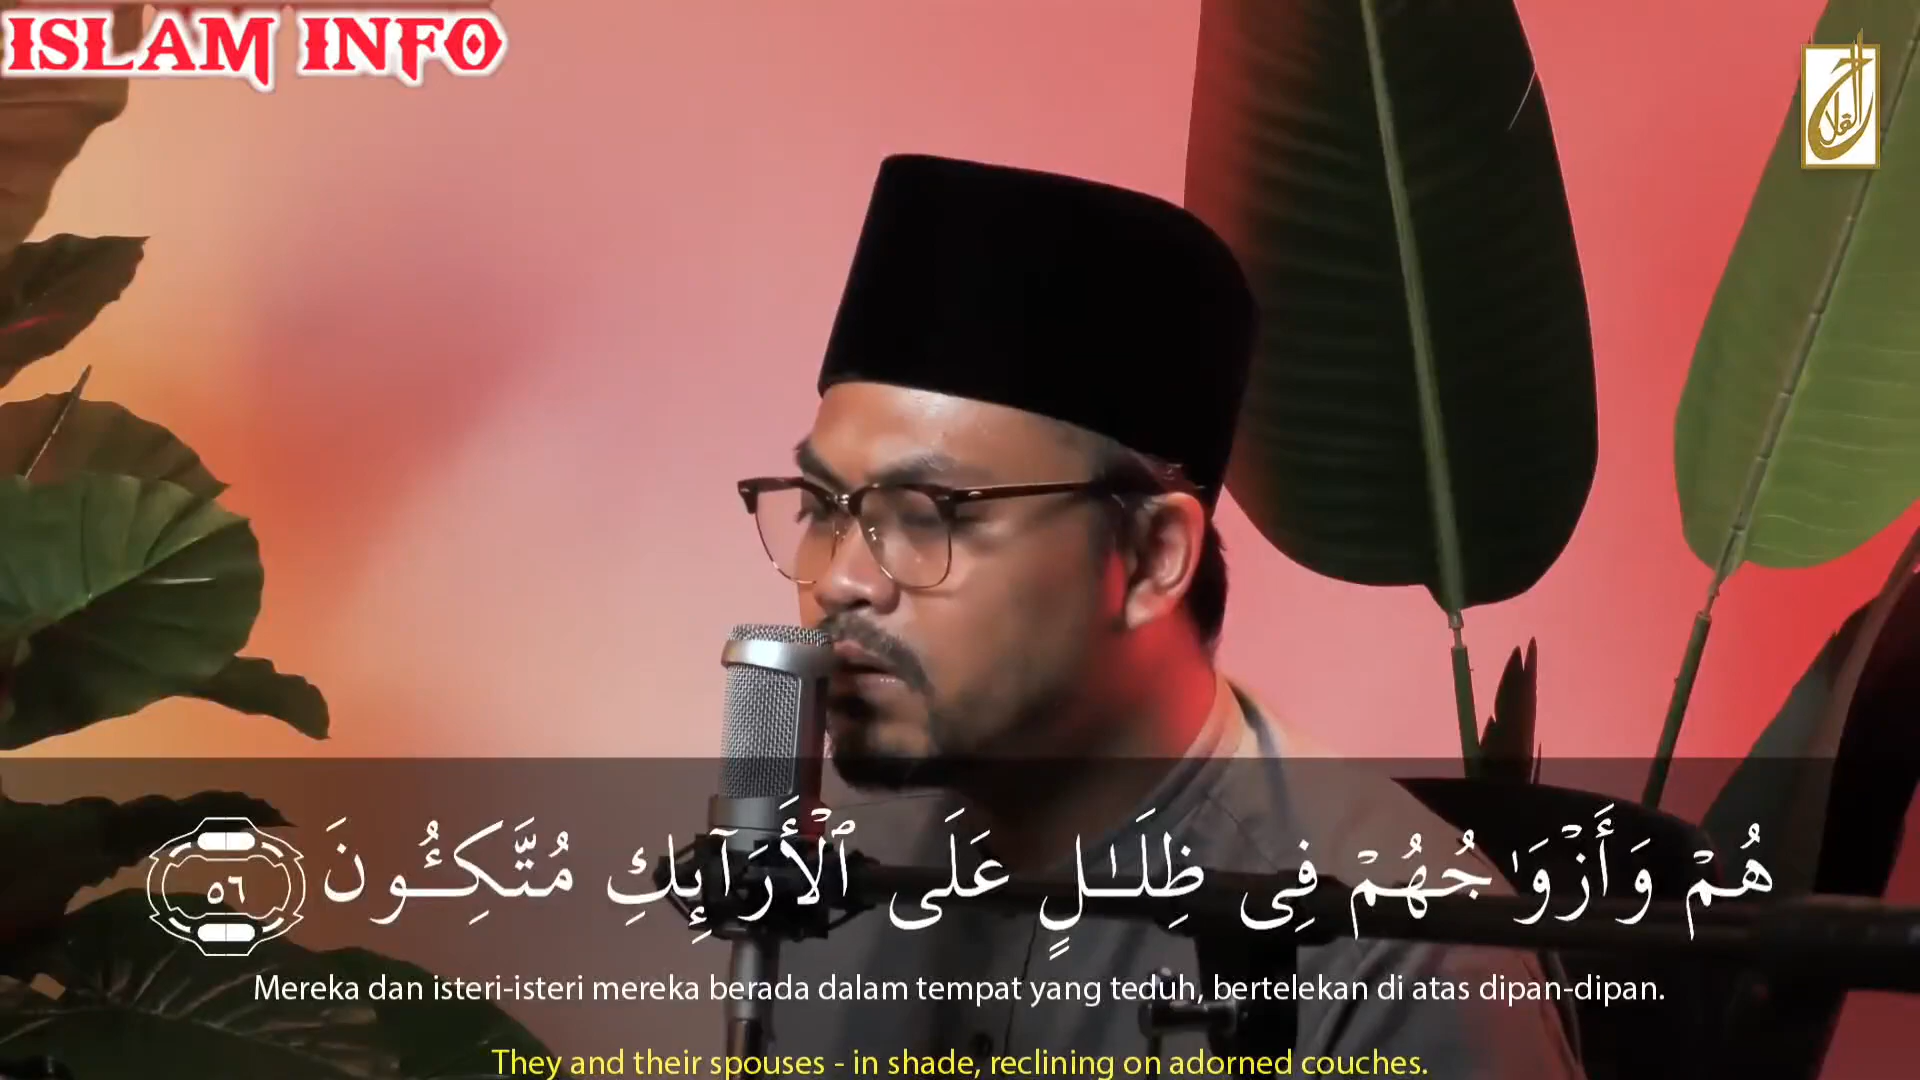 ISLAM INFO
هُمْ وَأَزْوَٰجُهُمْ فِى ظِلَـٰلٍ عَلَى ٱلْأَرَآئِكِ مُتَّكِـُٔونَ ٥٦
Mereka dan isteri-isteri mereka berada dalam tempat yang teduh, bertelekan di atas dipan-dipan.
They and their spouses - in shade, reclining on adorned couches.